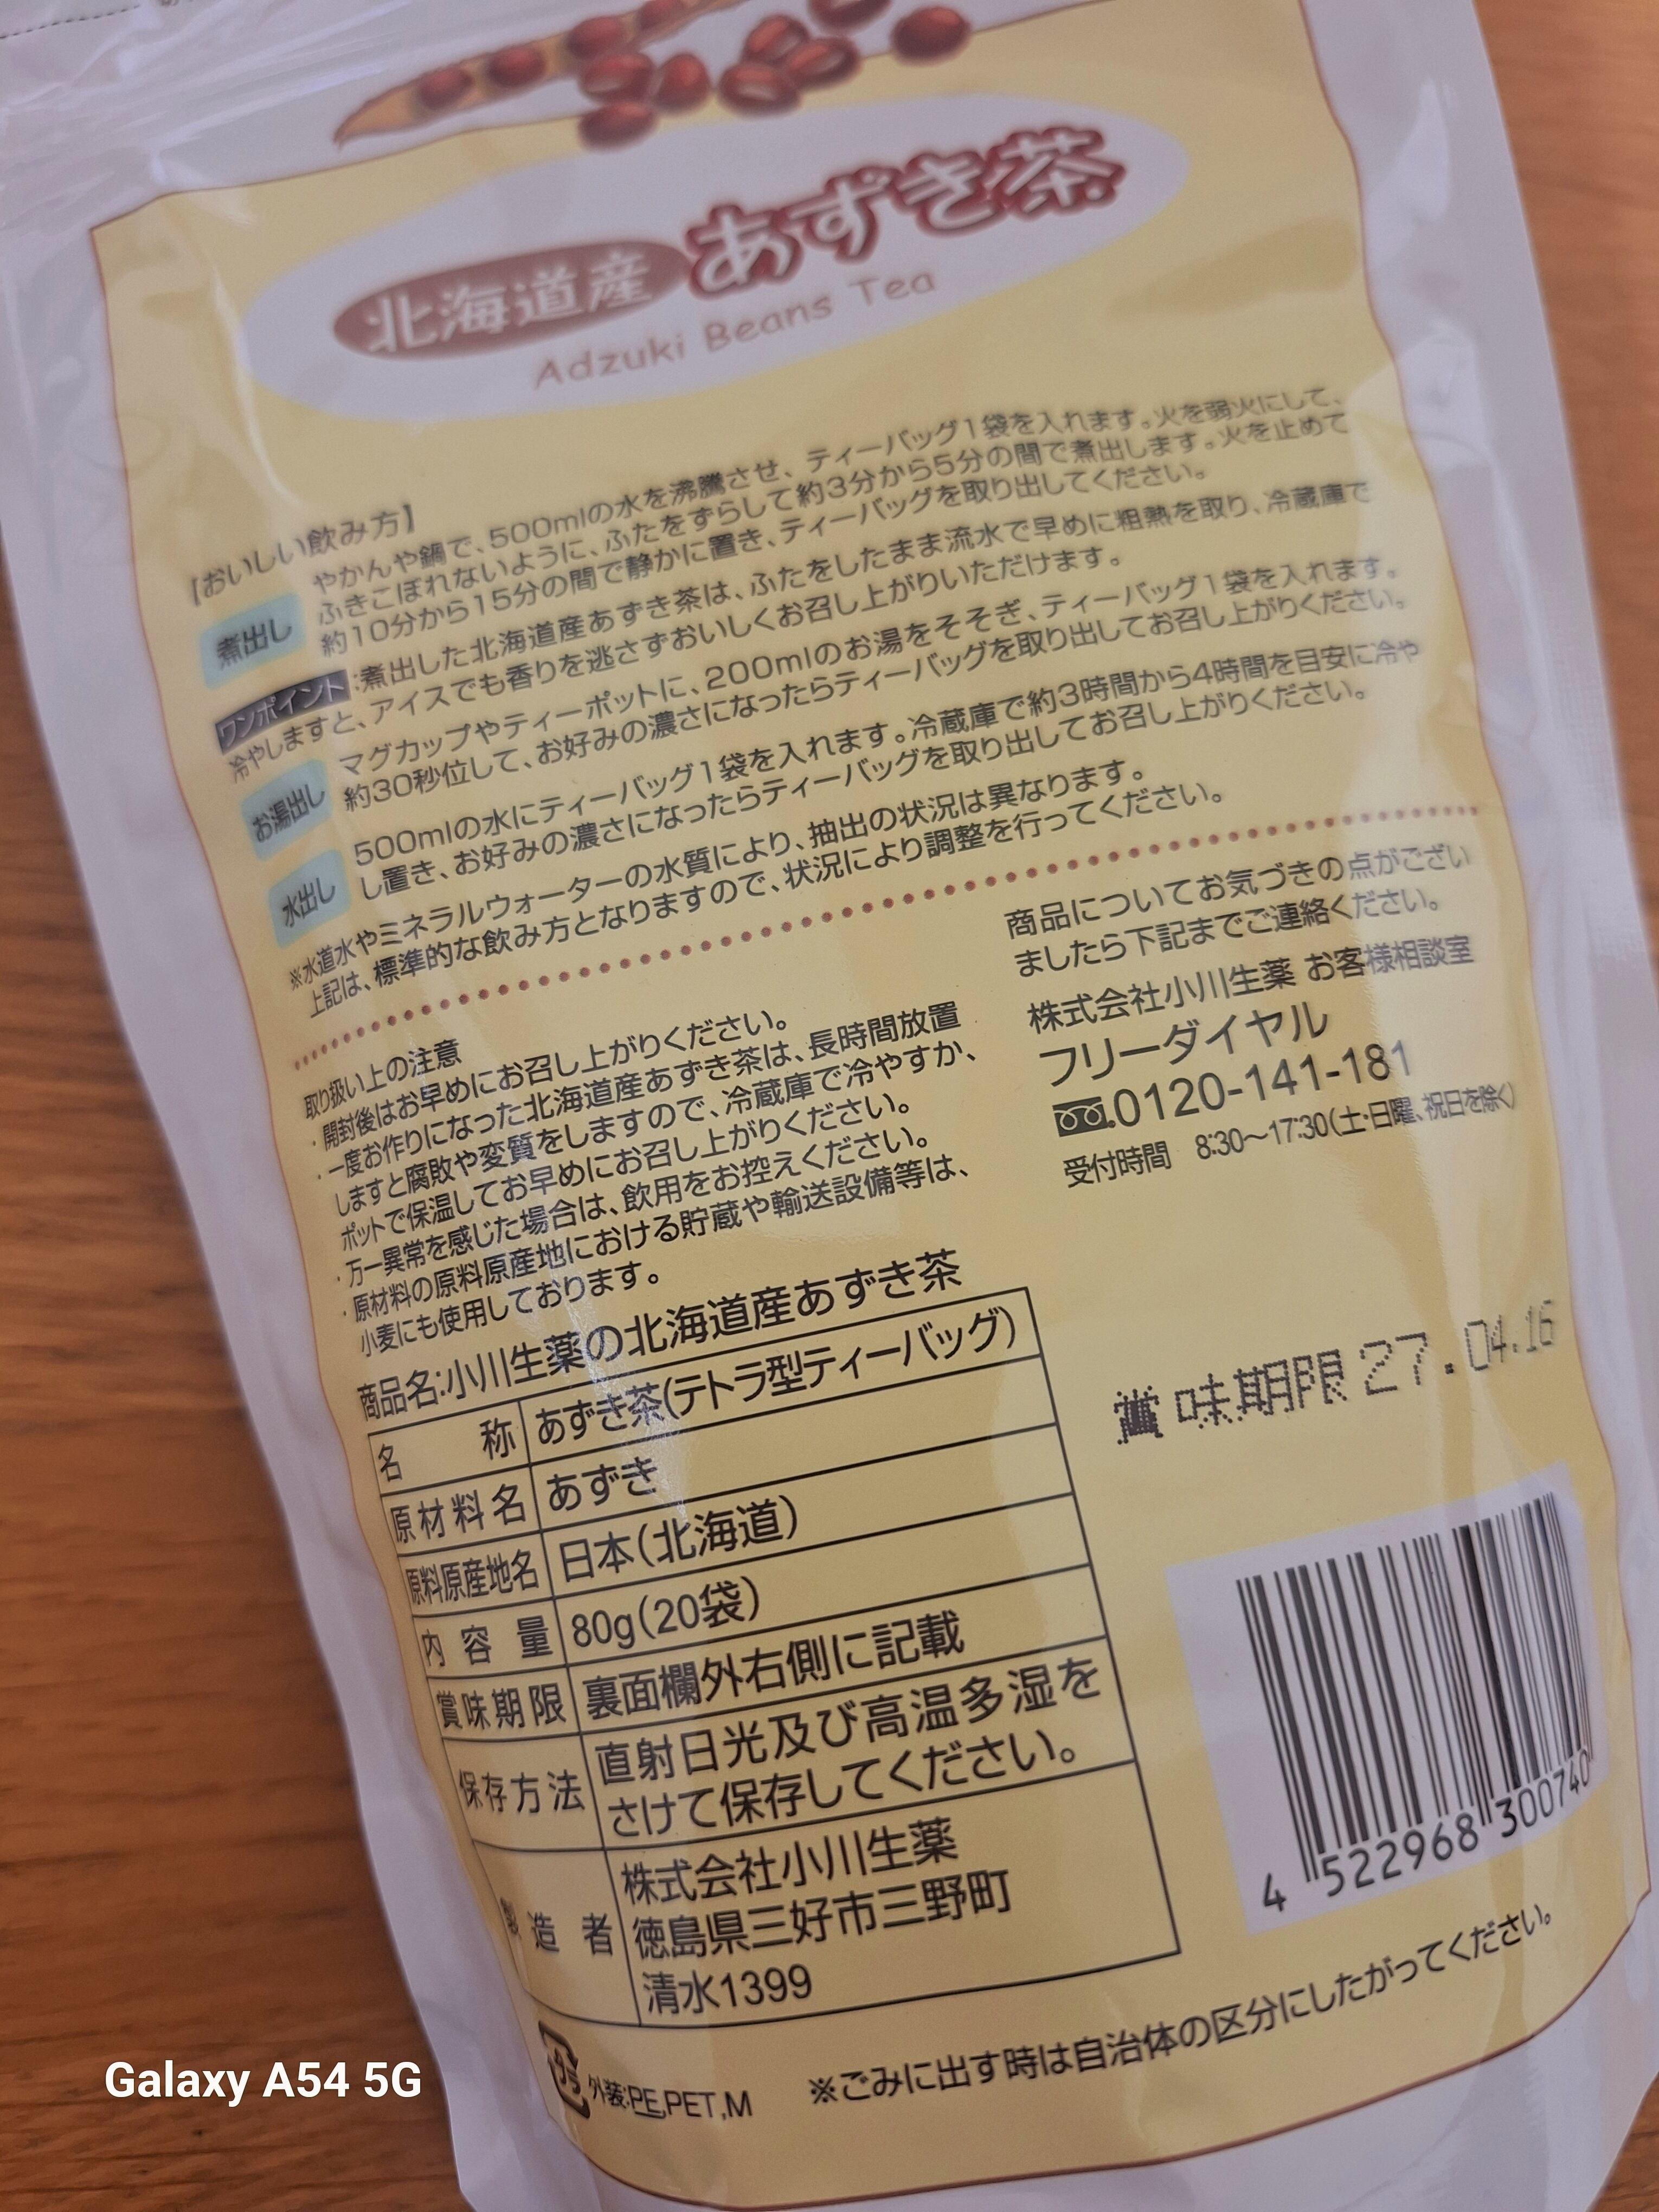 北海道産 あずき茶
Adzuki Beans Tea
【おいしい飲み方】
煮出し
やかんや鍋で、500mlの水を沸騰させ、ティーバッグ1袋を入れます。火を弱火にして、
ふきこぼれないように、ふたをずらして約3分から5分の間で煮出します。火を止めて
約10分から15分の間で静かに置き、ティーバッグを取り出してください。
ワンポイント:煮出した北海道産あずき茶は、ふたをしたまま流水で早めに粗熱を取り、冷蔵庫で
冷やしますと、アイスでも香りを逃さずおいしくお召し上がりいただけます。
お湯出し
マグカップやティーポットに、200mlのお湯をそそぎ、ティーバッグ1袋を入れます。
約30秒位して、お好みの濃さになったらティーバッグを取り出してお召し上がりください。
水出し
500mlの水にティーバッグ1袋を入れます。冷蔵庫で約3時間から4時間を目安に冷や
し置き、お好みの濃さになったらティーバッグを取り出してお召し上がりください。
※水道水やミネラルウォーターの水質により、抽出の状況は異なります。
上記は、標準的な飲み方となりますので、状況により調整を行ってください。
取り扱い上の注意
・開封後はお早めにお召し上がりください。
・一度お作りになった北海道産あずき茶は、長時間放置
しますと腐敗や変質をしますので、冷蔵庫で冷やすか、
ポットで保温してお早めにお召し上がりください。
・万一異常を感じた場合は、飲用をお控えください。
・原材料の原料原産地における貯蔵や輸送設備等は、
小麦にも使用しております。
商品についてお気づきの点がござい
ましたら下記までご連絡ください。
株式会社小川生薬 お客様相談室
フリーダイヤル
0120-141-181
受付時間 8:30〜17:30(土・日曜、祝日を除く)
商品名:小川生薬の北海道産あずき茶
名称 あずき茶(テトラ型ティーバッグ)
原材料名 あずき
原料原産地名 日本(北海道)
内容量 80g(20袋)
賞味期限 裏面欄外右側に記載
保存方法 直射日光及び高温多湿を
さけて保存してください。
製造者 株式会社小川生薬
徳島県三好市三野町
清水1399
賞味期限27.04.16
4 522968 300740
プラ
外装:PE,PET,M
※ごみに出す時は自治体の区分にしたがってください。
Galaxy A54 5G